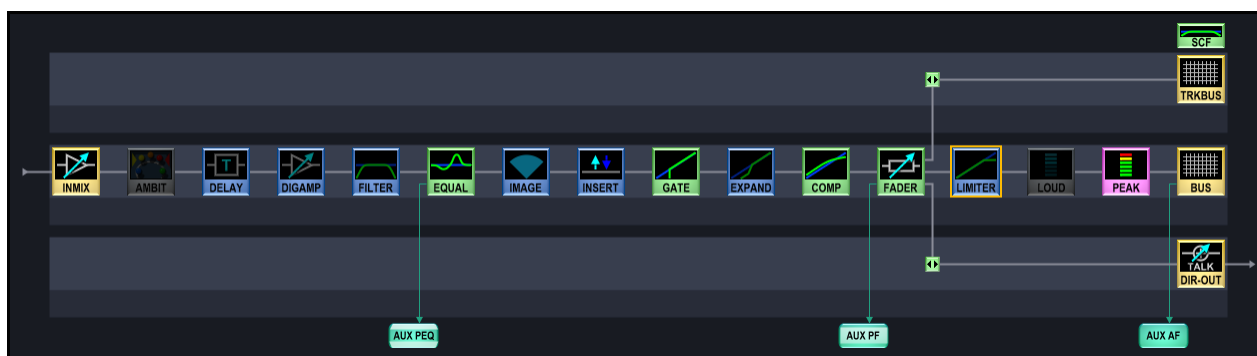 SCF
TRKBUS
INMIX
AMBIT
DELAY
T
DIGAMP
FILTER
EQUAL
IMAGE
INSERT
GATE
EXPAND
COMP
FADER
LIMITER
LOUD
PEAK
BUS
TALK
DIR-OUT
AUX PEQ
AUX PF
AUX AF